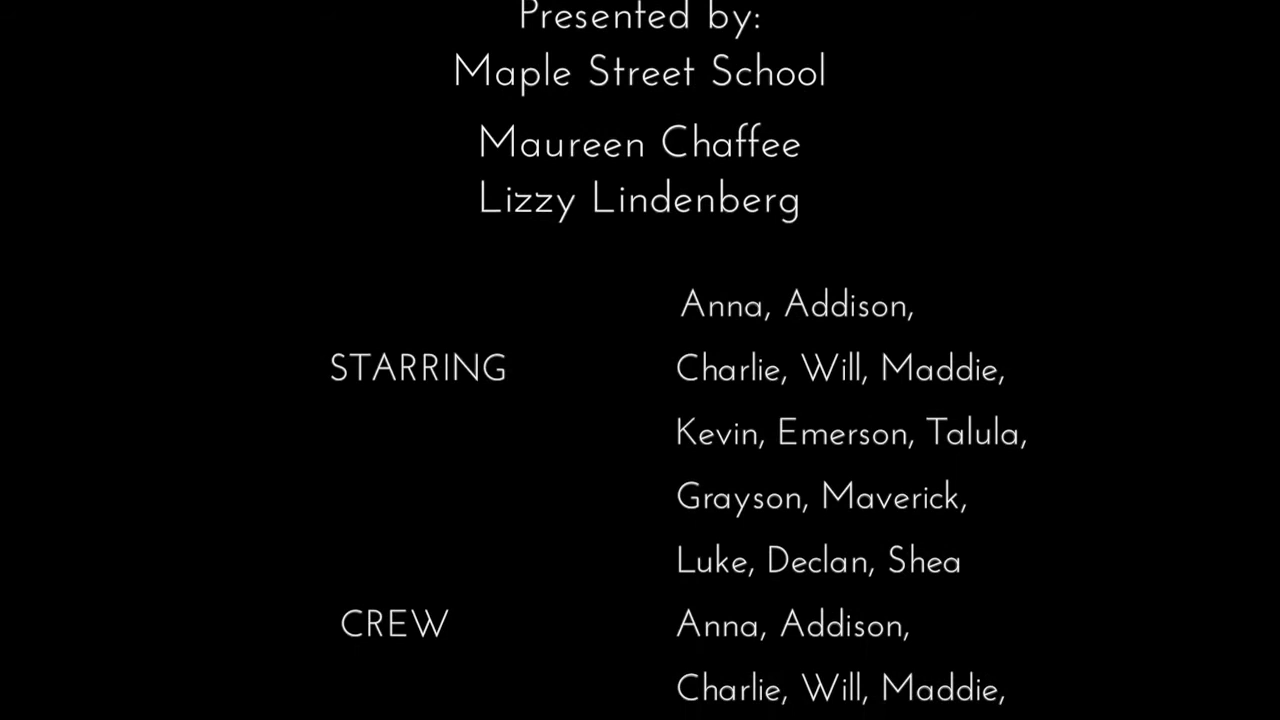 Presented by:
Maple Street School
Maureen Chaffee
Lizzy Lindenberg
Anna, Addison,
STARRING Charlie, Will, Maddie,
Kevin, Emerson, Talula,
Grayson, Maverick,
Luke, Declan, Shea
CREW Anna, Addison,
Charlie, Will, Maddie,